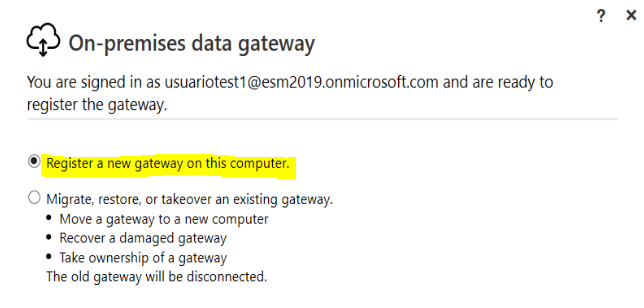 ? ×
On-premises data gateway
You are signed in as usuariotest1@esm2019.onmicrosoft.com and are ready to
register the gateway.
Register a new gateway on this computer.
Migrate, restore, or takeover an existing gateway.
• Move a gateway to a new computer
• Recover a damaged gateway
• Take ownership of a gateway
The old gateway will be disconnected.